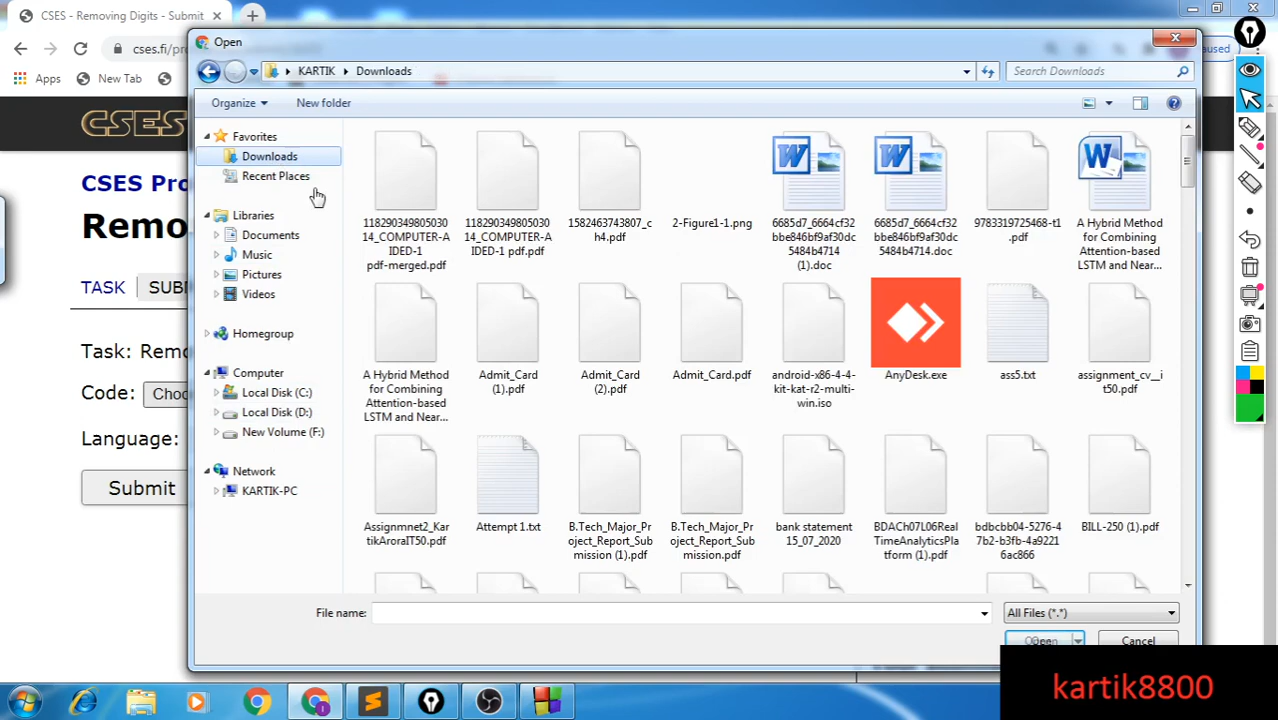 CSES - Removing Digits - Submit
cses.fi/pro
aused
Apps
New Tab
CSES
CSES Pro
Remo
TASK
SUB
Task: Remo
Code:
Choo
Language:
Submit
Open
KARTIK
Downloads
Search Downloads
Organize
New folder
Favorites
Downloads
Recent Places
Libraries
Documents
Music
Pictures
Videos
Homegroup
Computer
Local Disk (C:)
Local Disk (D:)
New Volume (F:)
Network
KARTIK-PC
118290349805030
14_COMPUTER-A
IDED-1
pdf-merged.pdf
118290349805030
14_COMPUTER-A
IDED-1 pdf.pdf
1582463743807_c
h4.pdf
2-Figure1-1.png
6685d7_6664cf32
bbe846bf9af30dc
5484b4714
(1).doc
6685d7_6664cf32
bbe846bf9af30dc
5484b4714.doc
9783319725468-t1
.pdf
A Hybrid Method
for Combining
Attention-based
LSTM and Near...
A Hybrid Method
for Combining
Attention-based
LSTM and Near...
Admit_Card
(1).pdf
Admit_Card
(2).pdf
Admit_Card.pdf
android-x86-4-4-
kit-kat-r2-multi-
win.iso
AnyDesk.exe
ass5.txt
assignment_cv__i
t50.pdf
Assignmnet2_Kar
tikAroraIT50.pdf
Attempt 1.txt
B.Tech_Major_Pr
oject_Report_Sub
mission (1).pdf
B.Tech_Major_Pr
oject_Report_Sub
mission.pdf
bank statement
15_07_2020
BDACh07L06Real
TimeAnalyticsPla
tform (1).pdf
bdbcbb04-5276-4
7b2-b3fb-4a9221
6ac866
BILL-250 (1).pdf
File name:
All Files (*.*)
Open
Cancel
kartik8800